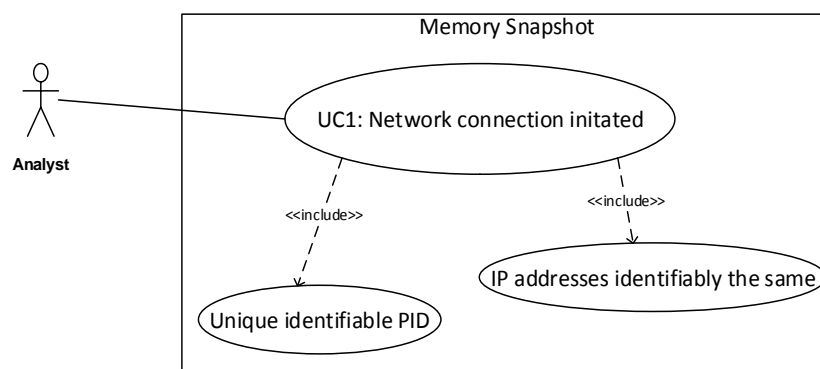 Memory Snapshot
UC1: Network connection initated
Analyst
<<include>>
<<include>>
IP addresses identifiably the same
Unique identifiable PID